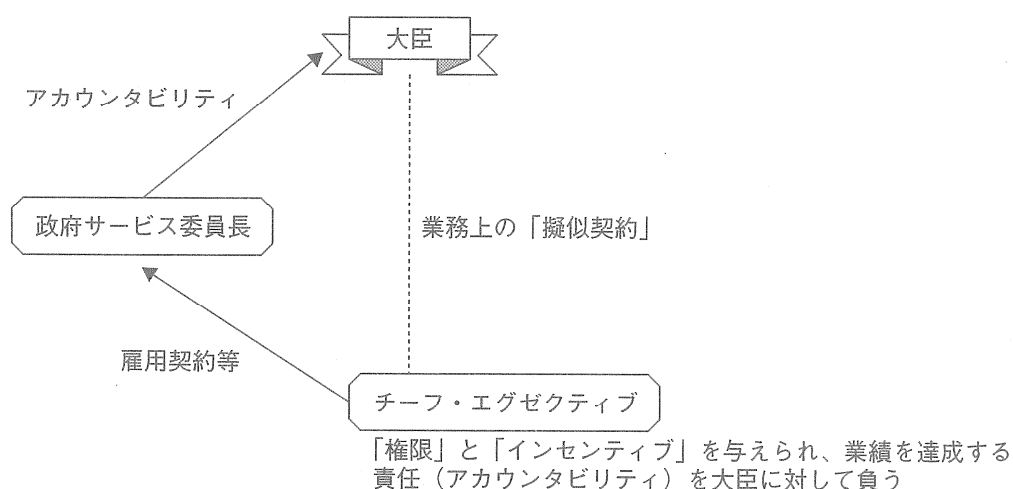 大臣
アカウンタビリティ
政府サービス委員長
業務上の「擬似契約」
雇用契約等
チーフ・エグゼクティブ
「権限」と「インセンティブ」を与えられ、業績を達成する
責任（アカウンタビリティ）を大臣に対して負う